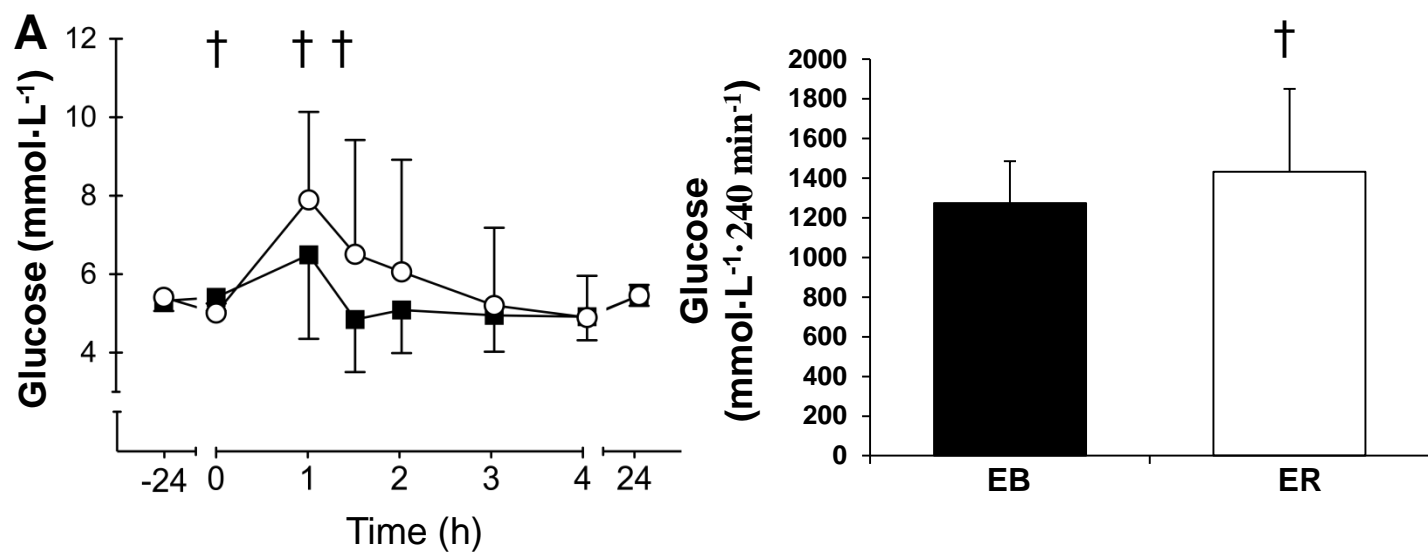 A
Glucose (mmol·L⁻¹)
12
10
8
6
4
† † †
-24 0 1 2 3 4 24
Time (h)
Glucose
(mmol·L⁻¹·240 min⁻¹)
2000
1800
1600
1400
1200
1000
800
600
400
200
0
†
EB ER